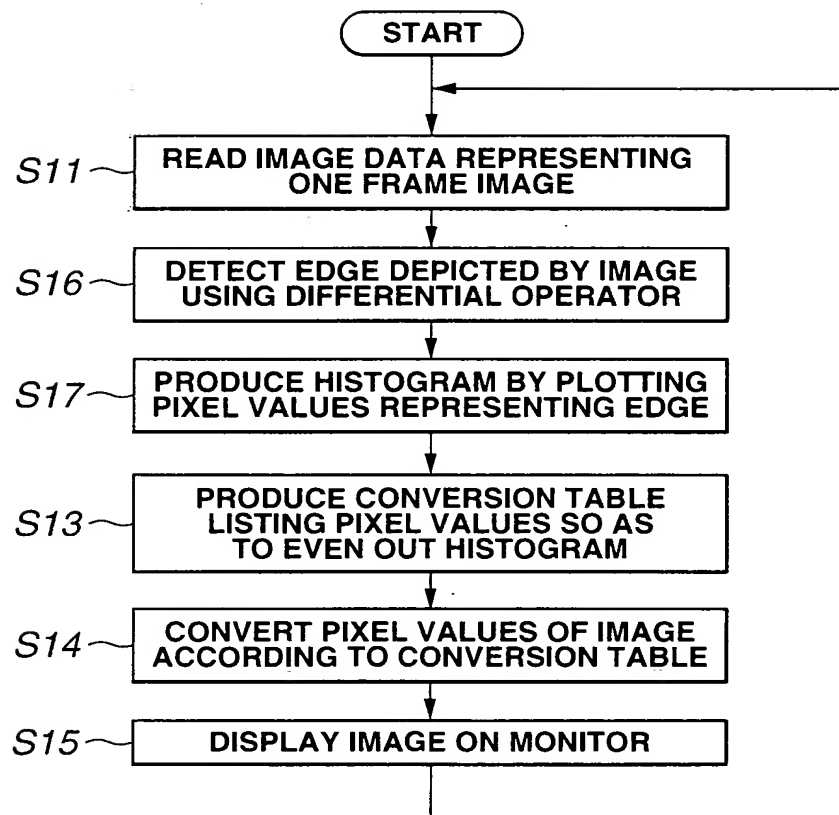 START
S11
READ IMAGE DATA REPRESENTING
ONE FRAME IMAGE
S16
DETECT EDGE DEPICTED BY IMAGE
USING DIFFERENTIAL OPERATOR
S17
PRODUCE HISTOGRAM BY PLOTTING
PIXEL VALUES REPRESENTING EDGE
S13
PRODUCE CONVERSION TABLE
LISTING PIXEL VALUES SO AS
TO EVEN OUT HISTOGRAM
S14
CONVERT PIXEL VALUES OF IMAGE
ACCORDING TO CONVERSION TABLE
S15
DISPLAY IMAGE ON MONITOR